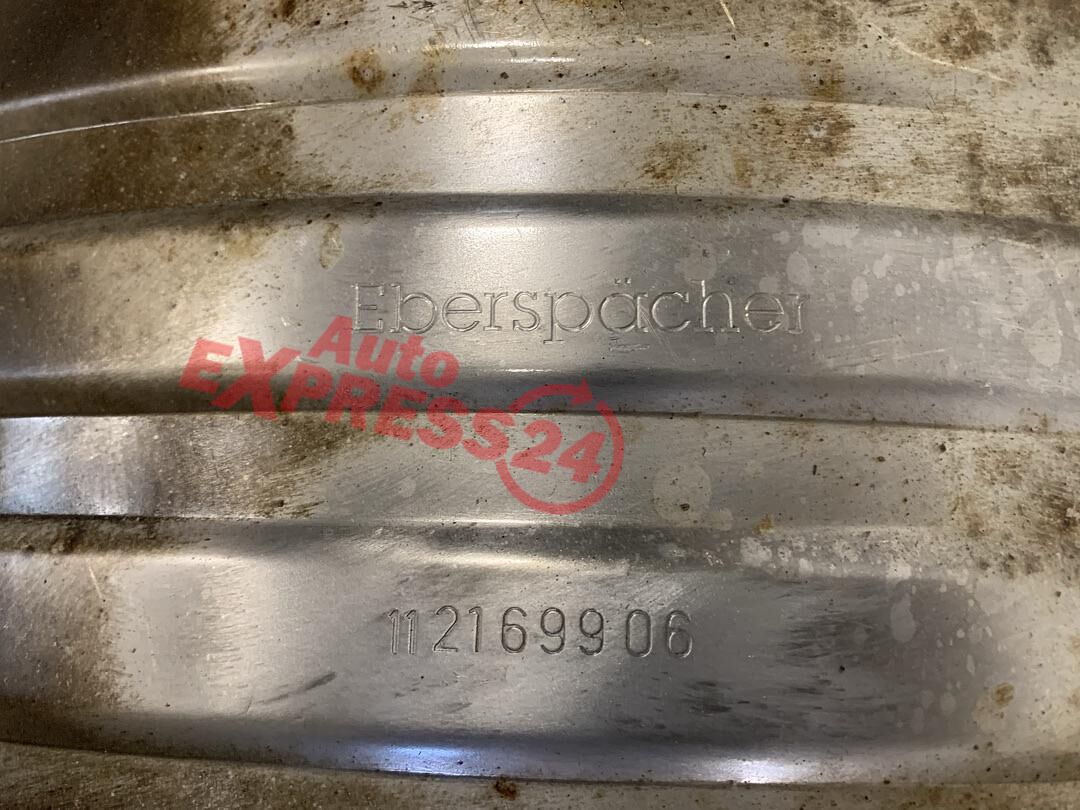 Eberspächer
Auto
EXPRESS24
112169906